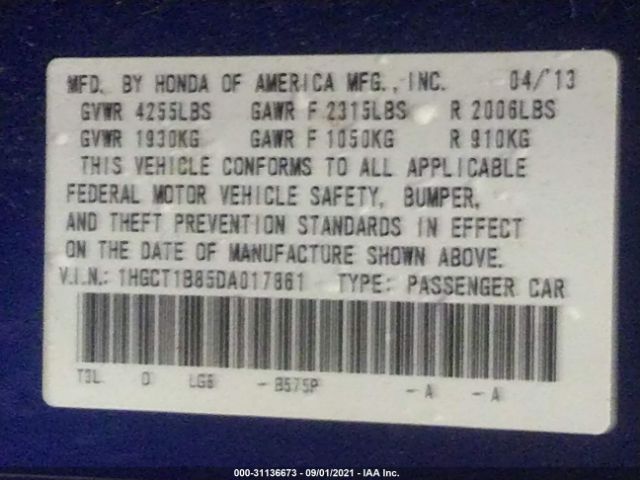 MFD. BY HONDA OF AMERICA MFG., INC. 04/'13
GVWR 4255LBS GAWR F 2315LBS R 2006LBS
GVWR 1930KG GAWR F 1050KG R 910KG
THIS VEHICLE CONFORMS TO ALL APPLICABLE
FEDERAL MOTOR VEHICLE SAFETY, BUMPER,
AND THEFT PREVENTION STANDARDS IN EFFECT
ON THE DATE OF MANUFACTURE SHOWN ABOVE.
V.I.N.: 1HGCT1B85DA017861 TYPE: PASSENGER CAR
T3L 0 LG6 - B575P - A - A
000-31136673 - 09/01/2021 - IAA Inc.